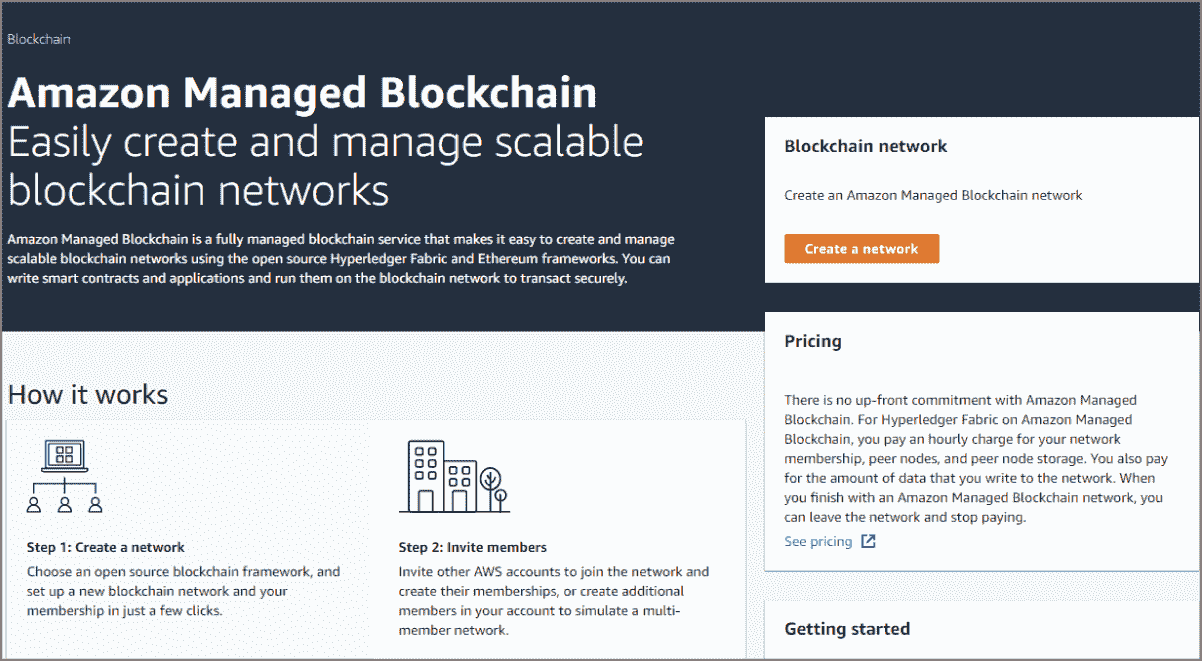 Blockchain
Amazon Managed Blockchain
Easily create and manage scalable
blockchain networks
Amazon Managed Blockchain is a fully managed blockchain service that makes it easy to create and manage
scalable blockchain networks using the open source Hyperledger Fabric and Ethereum frameworks. You can
write smart contracts and applications and run them on the blockchain network to transact securely.
Blockchain network
Create an Amazon Managed Blockchain network
Create a network
Pricing
There is no up-front commitment with Amazon Managed
Blockchain. For Hyperledger Fabric on Amazon Managed
Blockchain, you pay an hourly charge for your network
membership, peer nodes, and peer node storage. You also pay
for the amount of data that you write to the network. When
you finish with an Amazon Managed Blockchain network, you
can leave the network and stop paying.
See pricing
How it works
Step 1: Create a network
Choose an open source blockchain framework, and
set up a new blockchain network and your
membership in just a few clicks.
Step 2: Invite members
Invite other AWS accounts to join the network and
create their memberships, or create additional
members in your account to simulate a multi-
member network.
Getting started